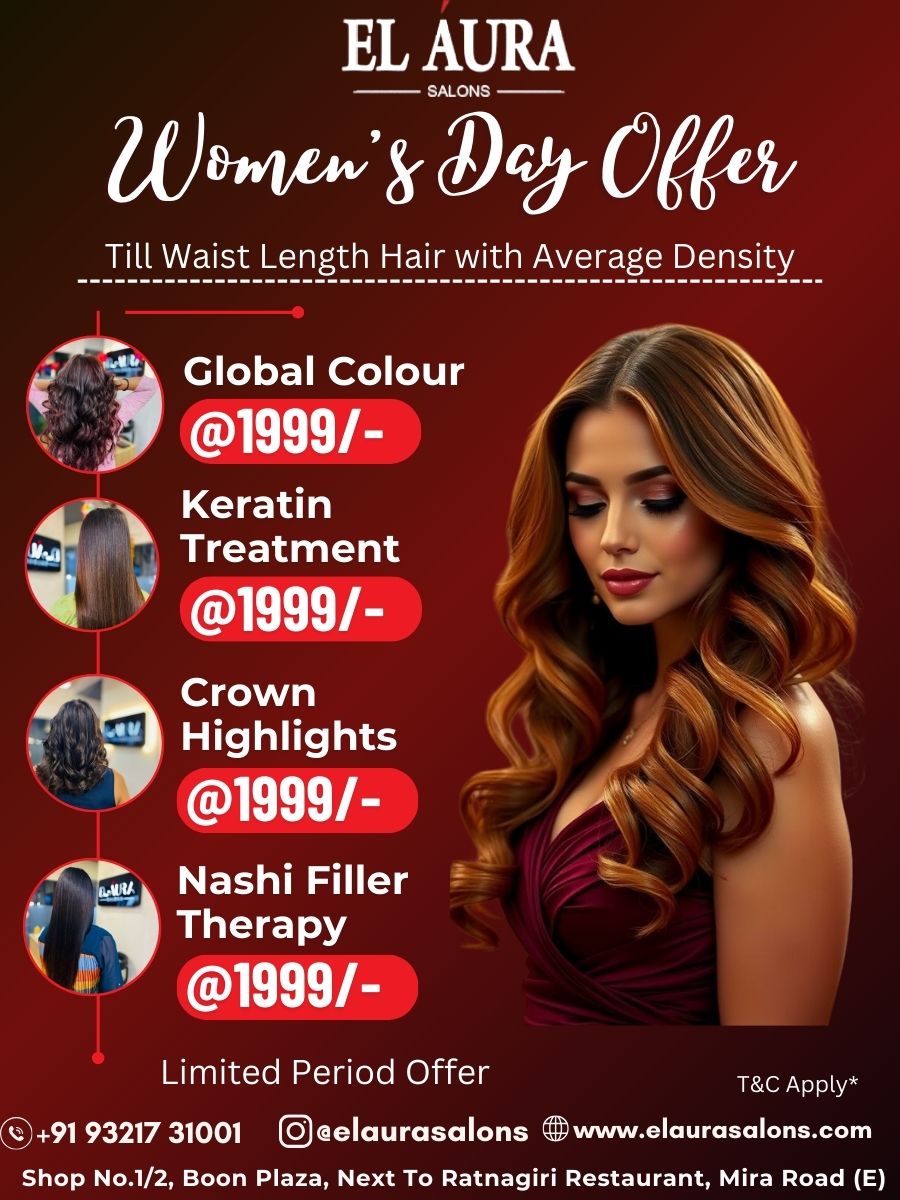 EL ÁURA
SALONS
Women's Day Offer
Till Waist Length Hair with Average Density
Global Colour
@1999/-
Keratin
Treatment
@1999/-
Crown
Highlights
@1999/-
Nashi Filler
Therapy
@1999/-
Limited Period Offer
T&C Apply*
+91 93217 31001 @elaurasalons www.elaurasalons.com
Shop No.1/2, Boon Plaza, Next To Ratnagiri Restaurant, Mira Road (E)